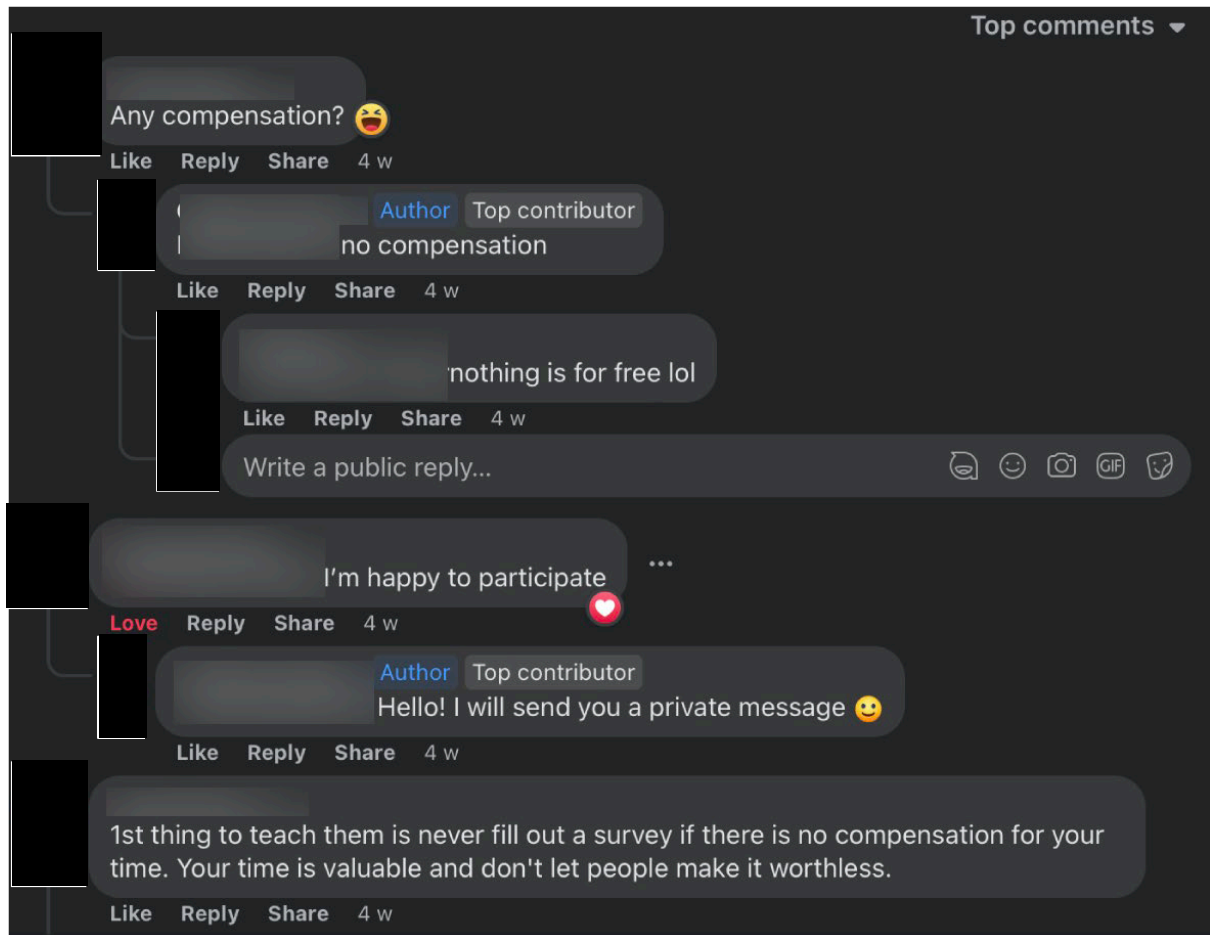 Top comments
Any compensation?
Like Reply Share 4 w
Author Top contributor
no compensation
Like Reply Share 4 w
nothing is for free lol
Like Reply Share 4 w
Write a public reply...
GIF
I'm happy to participate
Love Reply Share 4 w
Author Top contributor
Hello! I will send you a private message
Like Reply Share 4 w
1st thing to teach them is never fill out a survey if there is no compensation for your
time. Your time is valuable and don't let people make it worthless.
Like Reply Share 4 w